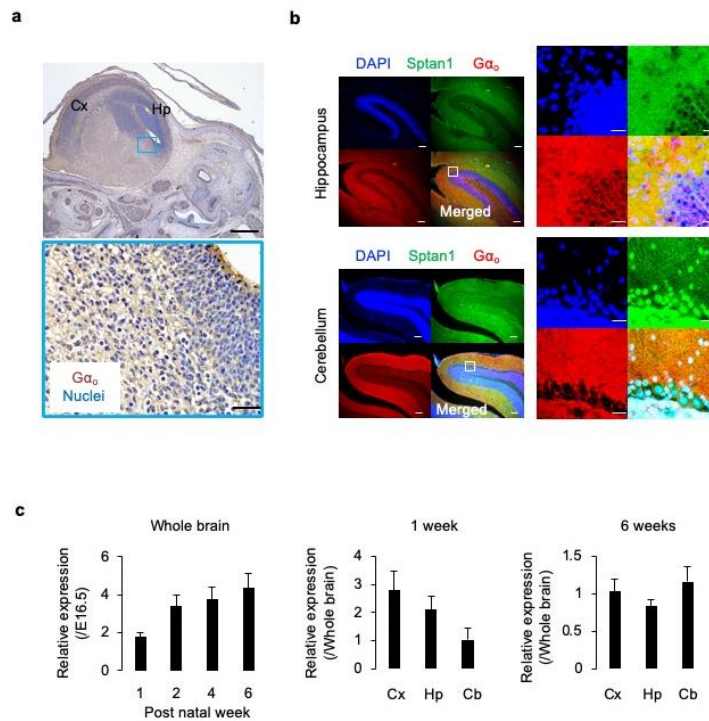 a
Cx
Hp
Gαo
Nuclei
b
DAPI Sptan1 Gαo
Hippocampus
Merged
DAPI Sptan1 Gαo
Cerebellum
Merged
c
Whole brain
Relative expression
(/E16.5)
6
4
2
0
1 2 4 6
Post natal week
1 week
Relative expression
(/Whole brain)
4
3
2
1
0
Cx Hp Cb
6 weeks
Relative expression
(/Whole brain)
1.5
1
0.5
0
Cx Hp Cb